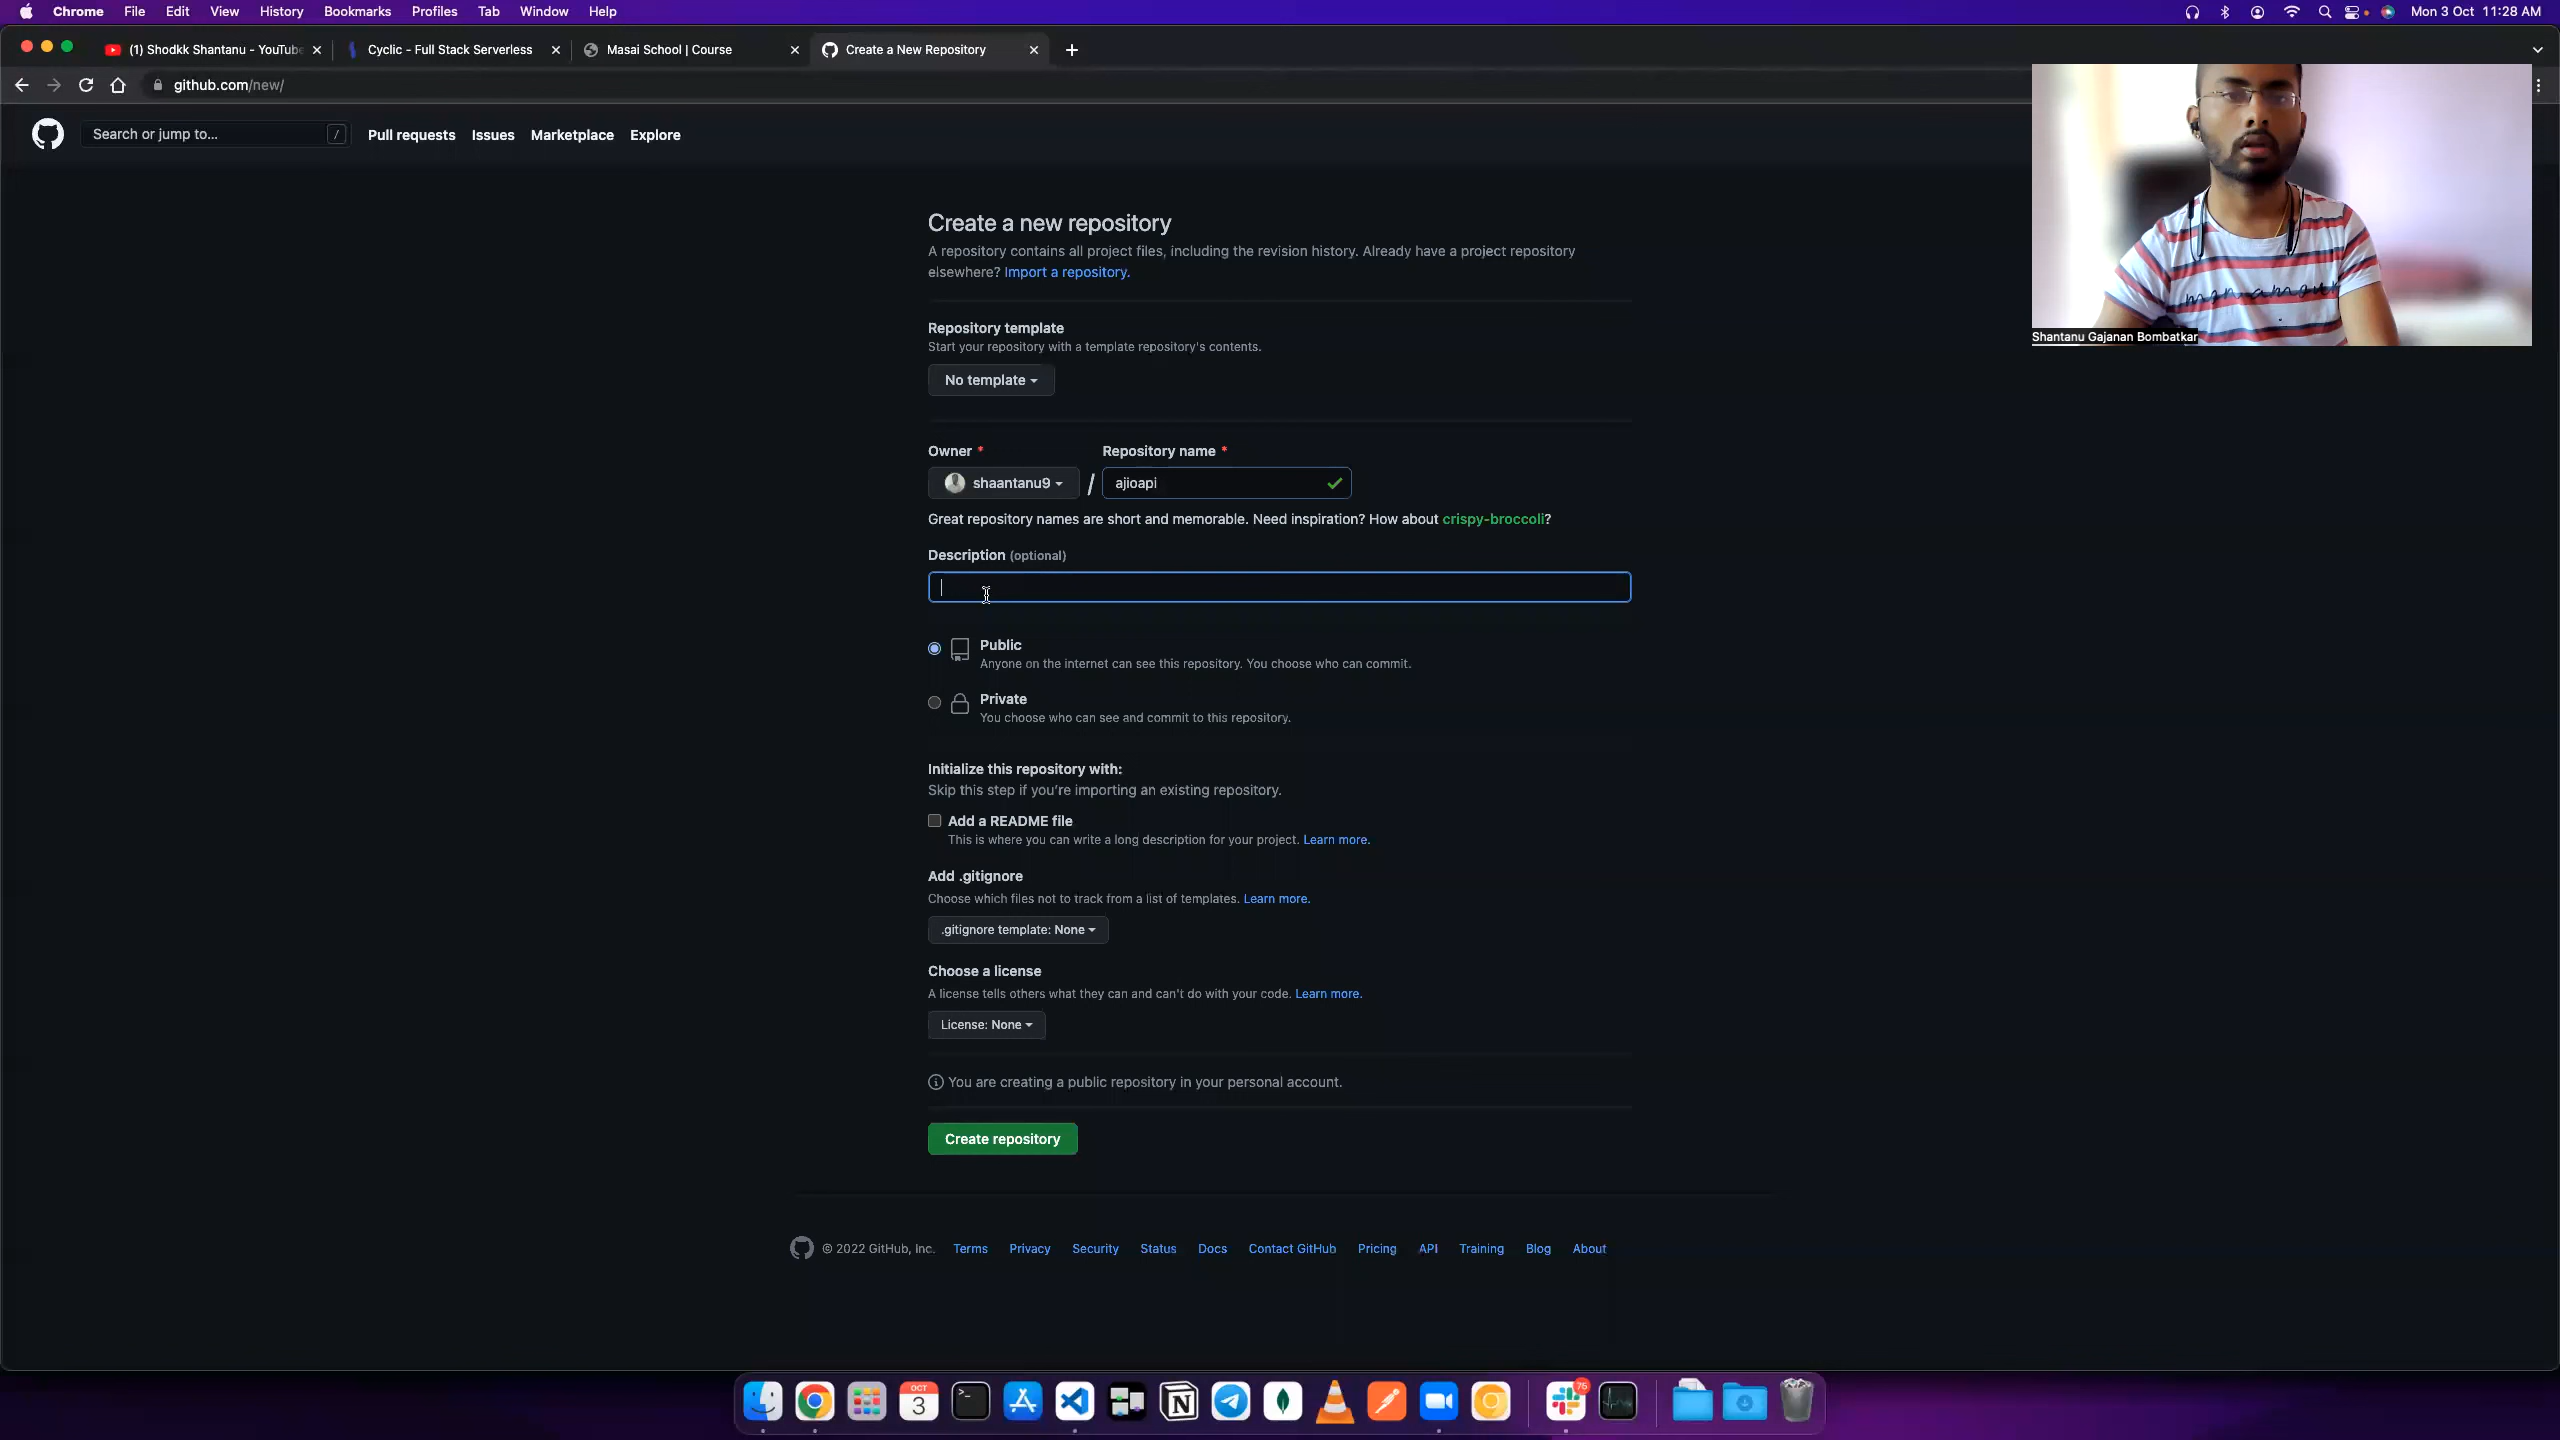 Chrome File Edit View History Bookmarks Profiles Tab Window Help
Mon 3 Oct 11:28 AM
(1) Shodkk Shantanu - YouTube
Cyclic - Full Stack Serverless
Masai School | Course
Create a New Repository
github.com/new/
Search or jump to... /
Pull requests Issues Marketplace Explore
Shantanu Gajanan Bombatkar
Create a new repository
A repository contains all project files, including the revision history. Already have a project repository
elsewhere? Import a repository.
Repository template
Start your repository with a template repository's contents.
No template
Owner * Repository name *
shaantanu9 / ajioapi
Great repository names are short and memorable. Need inspiration? How about crispy-broccoli?
Description (optional)
Public
Anyone on the internet can see this repository. You choose who can commit.
Private
You choose who can see and commit to this repository.
Initialize this repository with:
Skip this step if you're importing an existing repository.
Add a README file
This is where you can write a long description for your project. Learn more.
Add .gitignore
Choose which files not to track from a list of templates. Learn more.
.gitignore template: None
Choose a license
A license tells others what they can and can't do with your code. Learn more.
License: None
You are creating a public repository in your personal account.
Create repository
© 2022 GitHub, Inc. Terms Privacy Security Status Docs Contact GitHub Pricing API Training Blog About
OCT
3
75